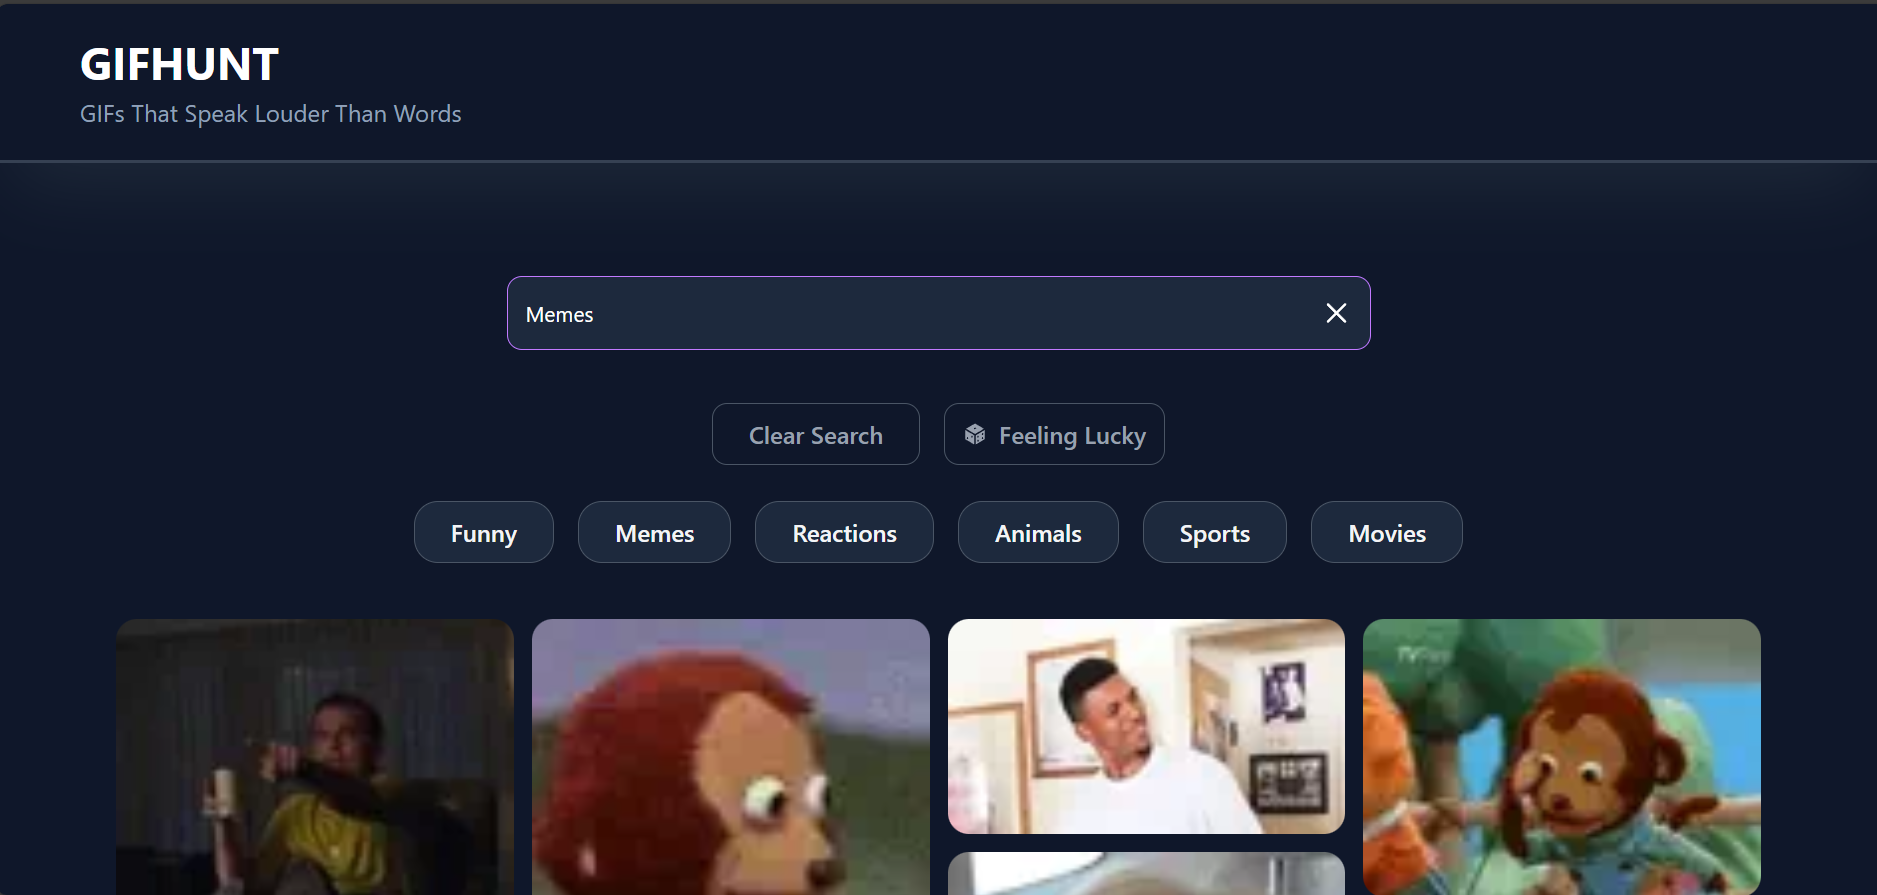 GIFHUNT
GIFs That Speak Louder Than Words
Memes
Clear Search
Feeling Lucky
Funny
Memes
Reactions
Animals
Sports
Movies